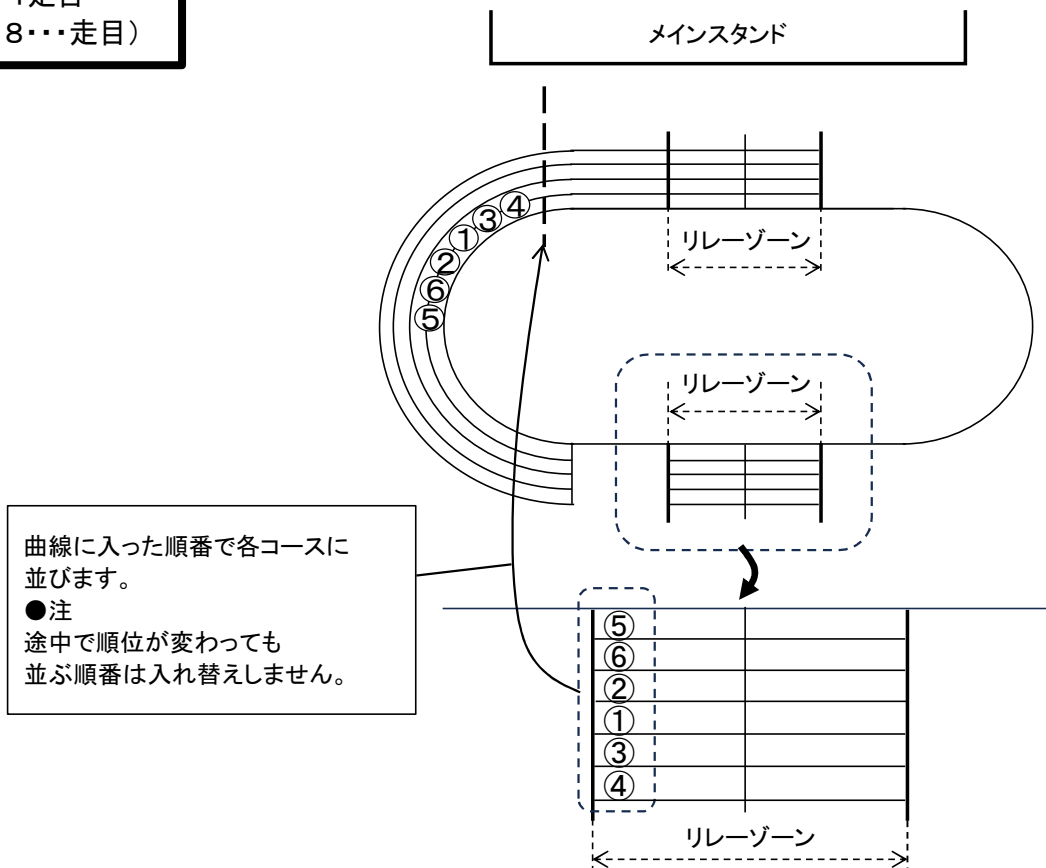 8・・・走目）
メインスタンド
④
③
①
②
⑥
⑤
リレーゾーン
リレーゾーン
曲線に入った順番で各コースに
並びます。
●注
途中で順位が変わっても
並ぶ順番は入れ替えしません。
⑤
⑥
②
①
③
④
リレーゾーン